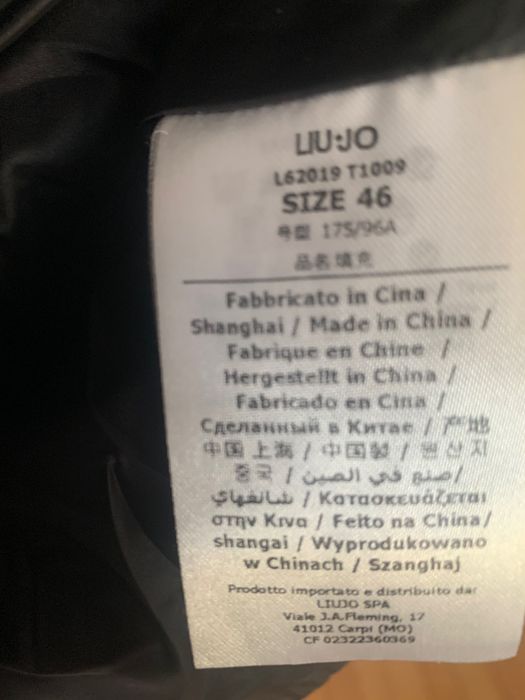 LIU·JO
L62019 T1009
SIZE 46
号型 175/96A
品名填充
Fabbricato in Cina /
Shanghai / Made in China /
Fabrique en Chine /
Hergestellt in China /
Fabricado en Cina /
Сделанный в Китае / 产地
中国上海 / 中国製 / 원산지
중국 / صنع في الصين /
شانغهاي / Κατασκευάζεται
στην Κινα / Feito na China/
shangai / Wyprodukowano
w Chinach / Szanghaj
Prodotto importato e distribuito da:
LIUJO SPA
Viale J.A.Fleming, 17
41012 Carpi (MO)
CF 02322360369